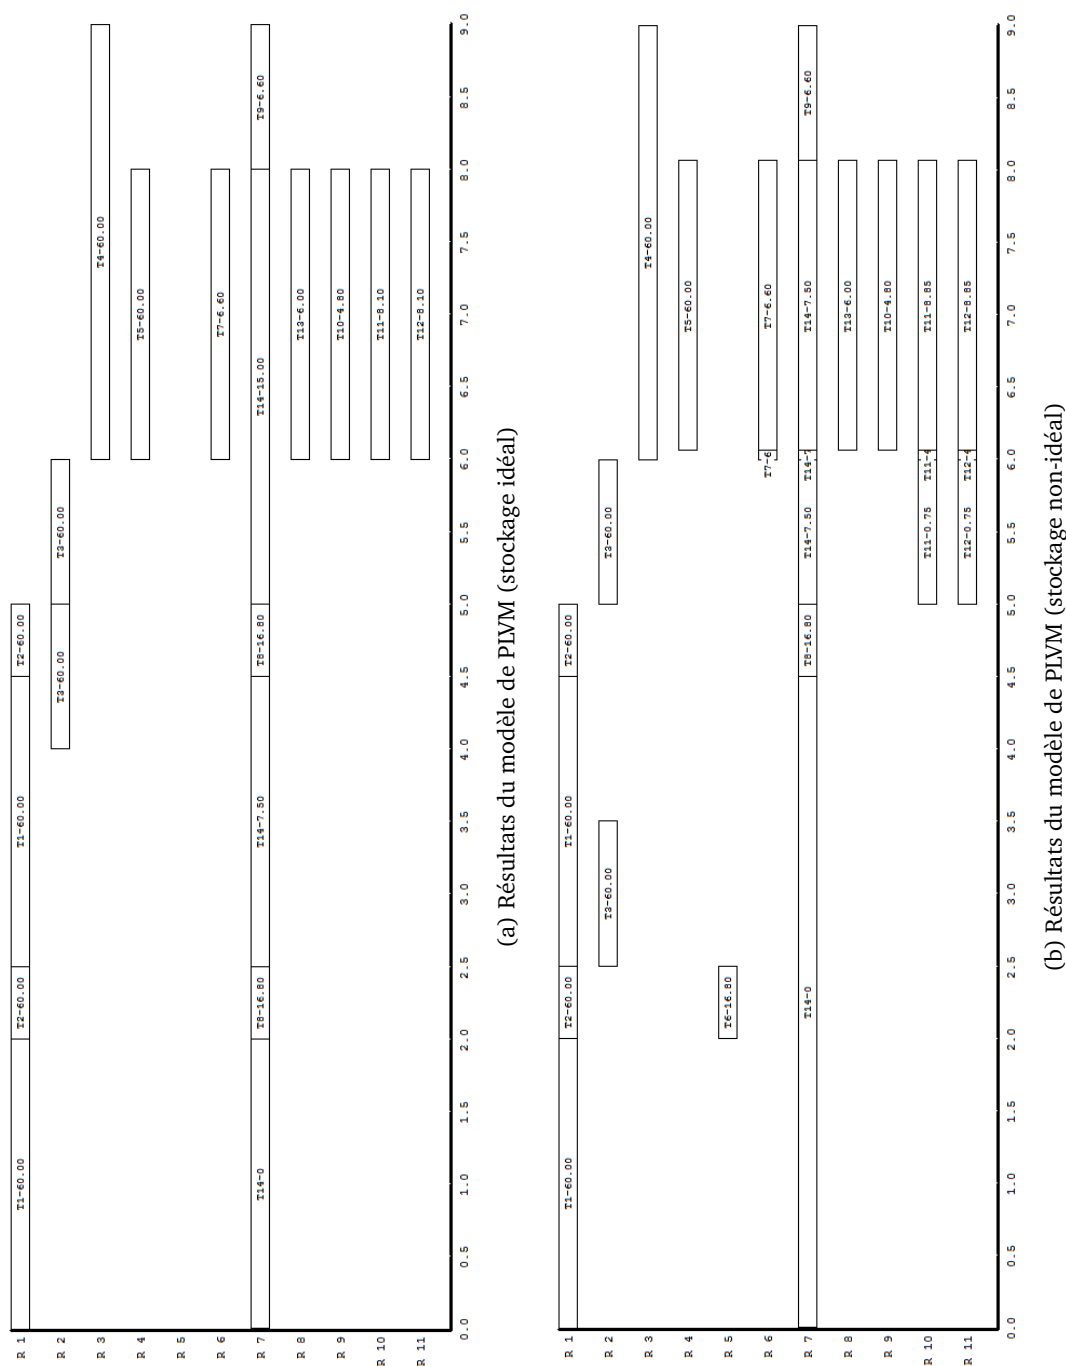 R 1
T1-60.00
T2-60.00
T1-60.00
T2-60.00
R 2
T3-60.00
T3-60.00
R 3
T4-60.00
R 4
T5-60.00
R 5
R 6
T7-6.60
R 7
T14-0
T8-16.80
T14-7.50
T8-16.80
T14-15.00
T9-6.60
R 8
T13-6.00
R 9
T10-4.80
R 10
T11-8.10
R 11
T12-8.10
0.0 0.5 1.0 1.5 2.0 2.5 3.0 3.5 4.0 4.5 5.0 5.5 6.0 6.5 7.0 7.5 8.0 8.5 9.0
(a) Résultats du modèle de PLVM (stockage idéal)
R 1
T1-60.00
T2-60.00
T1-60.00
T2-60.00
R 2
T3-60.00
T3-60.00
R 3
T4-60.00
R 4
T5-60.00
R 5
T6-16.80
R 6
T7-6
T7-6.60
R 7
T14-0
T8-16.80
T14-7.50
T14-7
T14-7.50
T9-6.60
R 8
T13-6.00
R 9
T10-4.80
R 10
T11-0.75
T11-4
T11-8.85
R 11
T12-0.75
T12-4
T12-8.85
0.0 0.5 1.0 1.5 2.0 2.5 3.0 3.5 4.0 4.5 5.0 5.5 6.0 6.5 7.0 7.5 8.0 8.5 9.0
(b) Résultats du modèle de PLVM (stockage non-idéal)